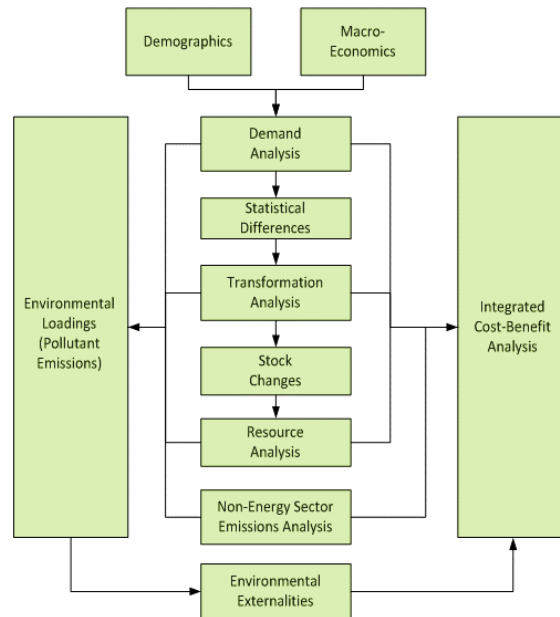 Demographics
Macro-
Economics
Demand
Analysis
Statistical
Differences
Transformation
Analysis
Environmental
Loadings
(Pollutant
Emissions)
Integrated
Cost-Benefit
Analysis
Stock
Changes
Resource
Analysis
Non-Energy Sector
Emissions Analysis
Environmental
Externalities